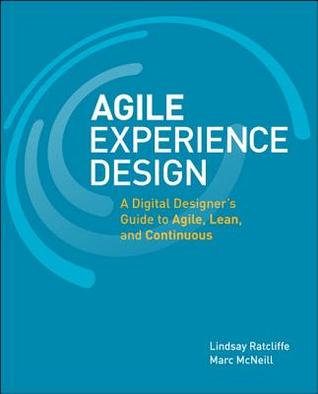 AGILE
EXPERIENCE
DESIGN
A Digital Designer's
Guide to Agile, Lean,
and Continuous
Lindsay Ratcliffe
Marc McNeill